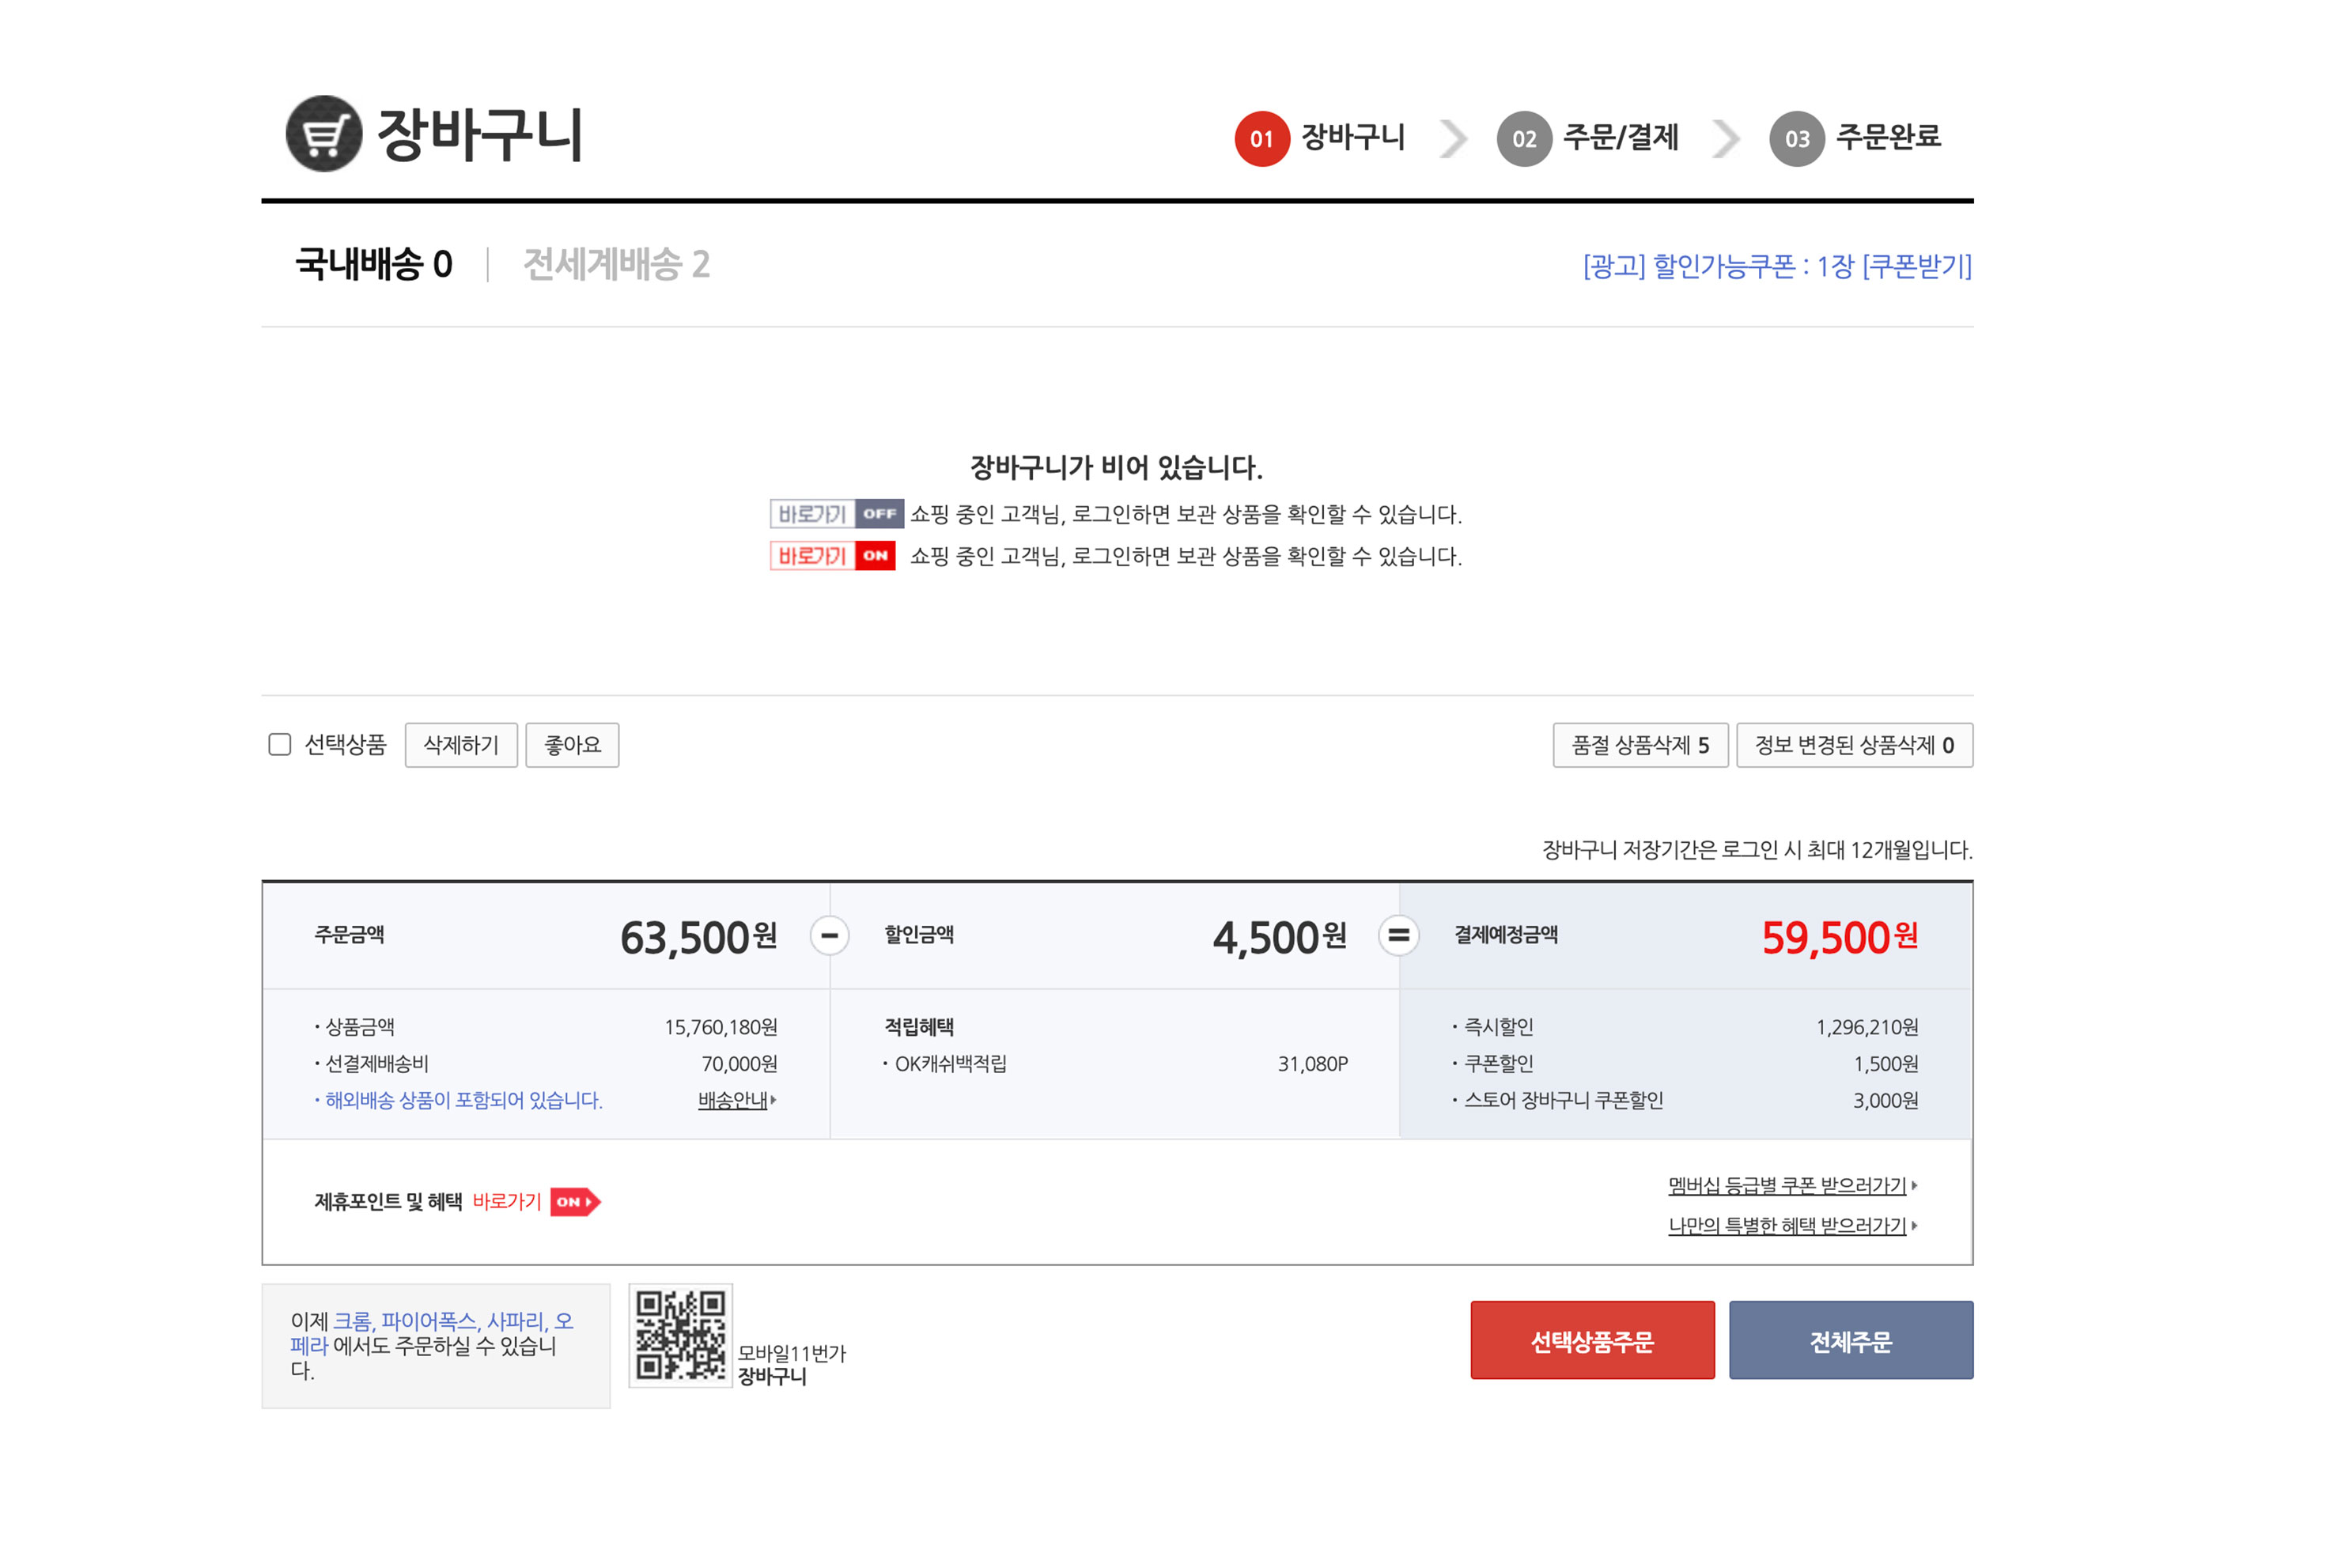 장바구니
01 장바구니 02 주문/결제 03 주문완료
국내배송 0 전세계배송 2 [광고] 할인가능쿠폰 : 1장 [쿠폰받기]
장바구니가 비어 있습니다.
바로가기 OFF 쇼핑 중인 고객님, 로그인하면 보관 상품을 확인할 수 있습니다.
바로가기 ON 쇼핑 중인 고객님, 로그인하면 보관 상품을 확인할 수 있습니다.
선택상품 삭제하기 좋아요 품절 상품삭제 5 정보 변경된 상품삭제 0
장바구니 저장기간은 로그인 시 최대 12개월입니다.
주문금액 63,500원 - 할인금액 4,500원 = 결제예정금액 59,500원
· 상품금액 15,760,180원
· 선결제배송비 70,000원
· 해외배송 상품이 포함되어 있습니다. 배송안내
적립혜택
· OK캐쉬백적립 31,080P
· 즉시할인 1,296,210원
· 쿠폰할인 1,500원
· 스토어 장바구니 쿠폰할인 3,000원
제휴포인트 및 혜택 바로가기 ON
멤버십 등급별 쿠폰 받으러가기
나만의 특별한 혜택 받으러가기
이제 크롬, 파이어폭스, 사파리, 오
페라 에서도 주문하실 수 있습니
다.
모바일11번가
장바구니
선택상품주문 전체주문